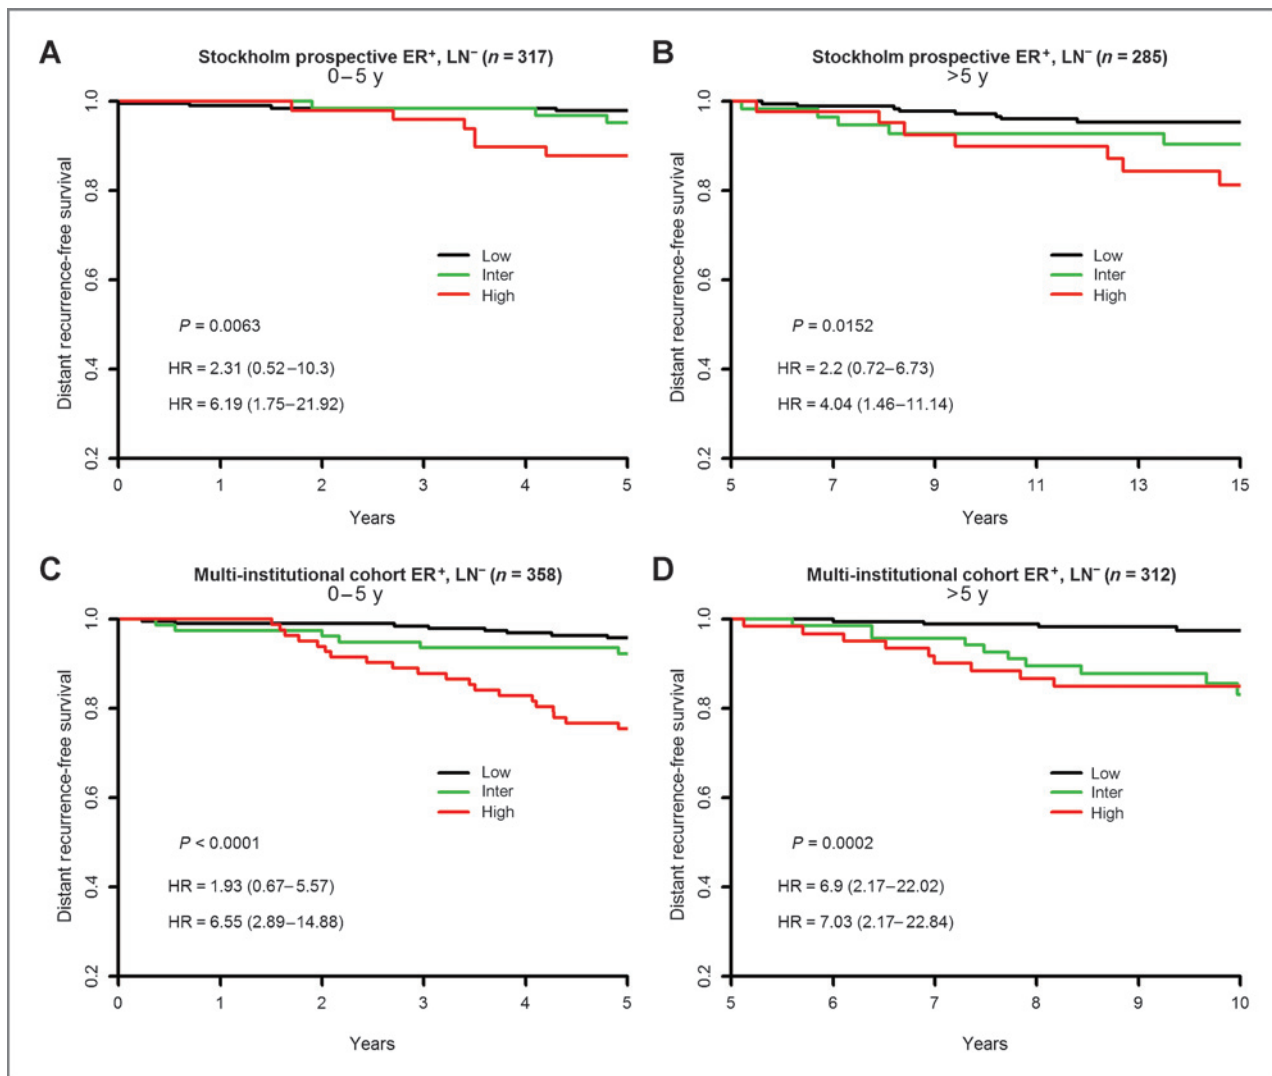 A
Stockholm prospective ER⁺, LN⁻ (n = 317)
0–5 y
Distant recurrence-free survival
1.0
0.8
0.6
0.4
0.2
Low
Inter
High
P = 0.0063
HR = 2.31 (0.52–10.3)
HR = 6.19 (1.75–21.92)
0 1 2 3 4 5
Years
B
Stockholm prospective ER⁺, LN⁻ (n = 285)
>5 y
Distant recurrence-free survival
1.0
0.8
0.6
0.4
0.2
Low
Inter
High
P = 0.0152
HR = 2.2 (0.72–6.73)
HR = 4.04 (1.46–11.14)
5 7 9 11 13 15
Years
C
Multi-institutional cohort ER⁺, LN⁻ (n = 358)
0–5 y
Distant recurrence-free survival
1.0
0.8
0.6
0.4
0.2
Low
Inter
High
P < 0.0001
HR = 1.93 (0.67–5.57)
HR = 6.55 (2.89–14.88)
0 1 2 3 4 5
Years
D
Multi-institutional cohort ER⁺, LN⁻ (n = 312)
>5 y
Distant recurrence-free survival
1.0
0.8
0.6
0.4
0.2
Low
Inter
High
P = 0.0002
HR = 6.9 (2.17–22.02)
HR = 7.03 (2.17–22.84)
5 6 7 8 9 10
Years